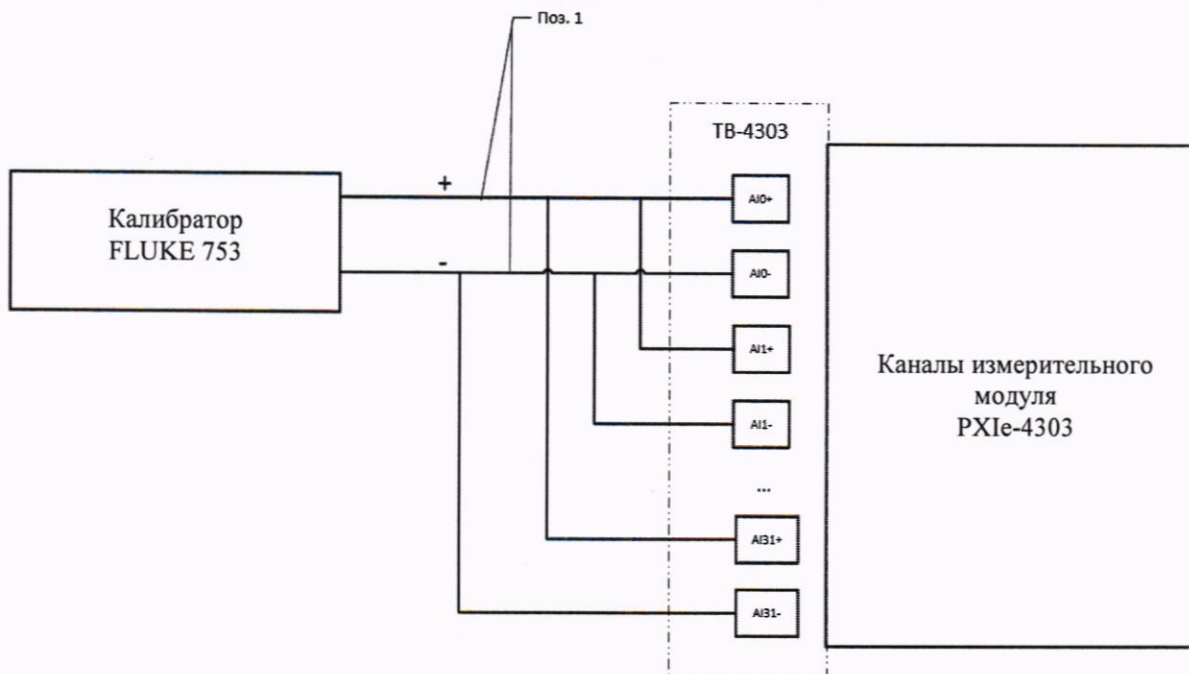 Поз. 1
ТВ-4303
+
AI0+
Калибратор
FLUKE 753
-
AI0-
AI1+
Каналы измерительного
модуля
PXIe-4303
AI1-
...
AI31+
AI31-